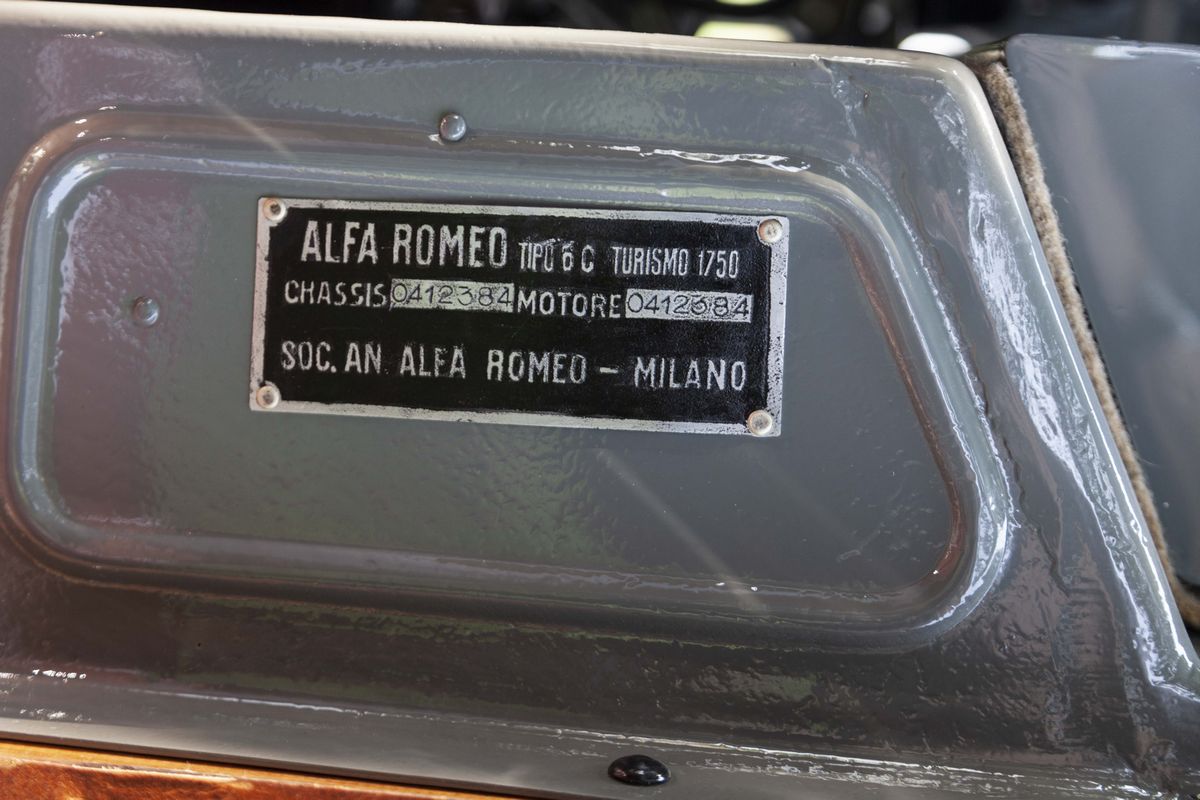 ALFA ROMEO TIPO 6 C TURISMO 1750
CHASSIS 0412384 MOTORE 0412384
SOC. AN ALFA ROMEO – MILANO